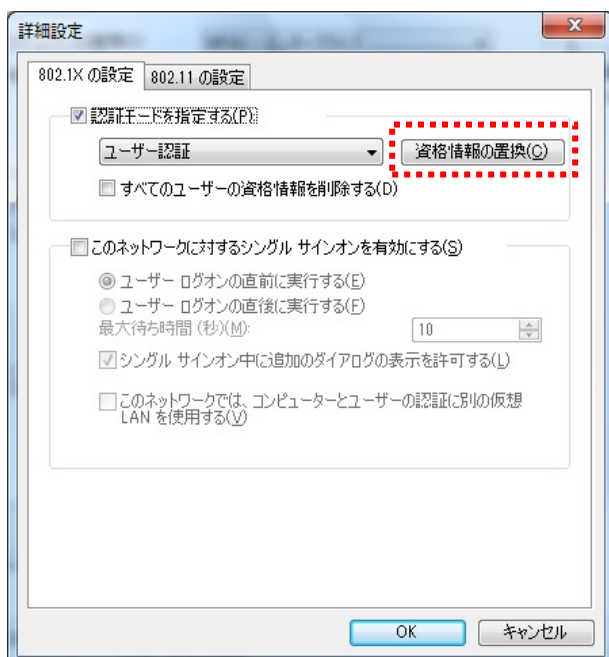 詳細設定
802.1X の設定 802.11 の設定
認証モードを指定する(P)
ユーザー認証 資格情報の置換(C)
すべてのユーザーの資格情報を削除する(D)
このネットワークに対するシングル サインオンを有効にする(S)
ユーザー ログオンの直前に実行する(E)
ユーザー ログオンの直後に実行する(F)
最大待ち時間 (秒)(M): 10
シングル サインオン中に追加のダイアログの表示を許可する(L)
このネットワークでは、コンピューターとユーザーの認証に別の仮想
LAN を使用する(V)
OK キャンセル